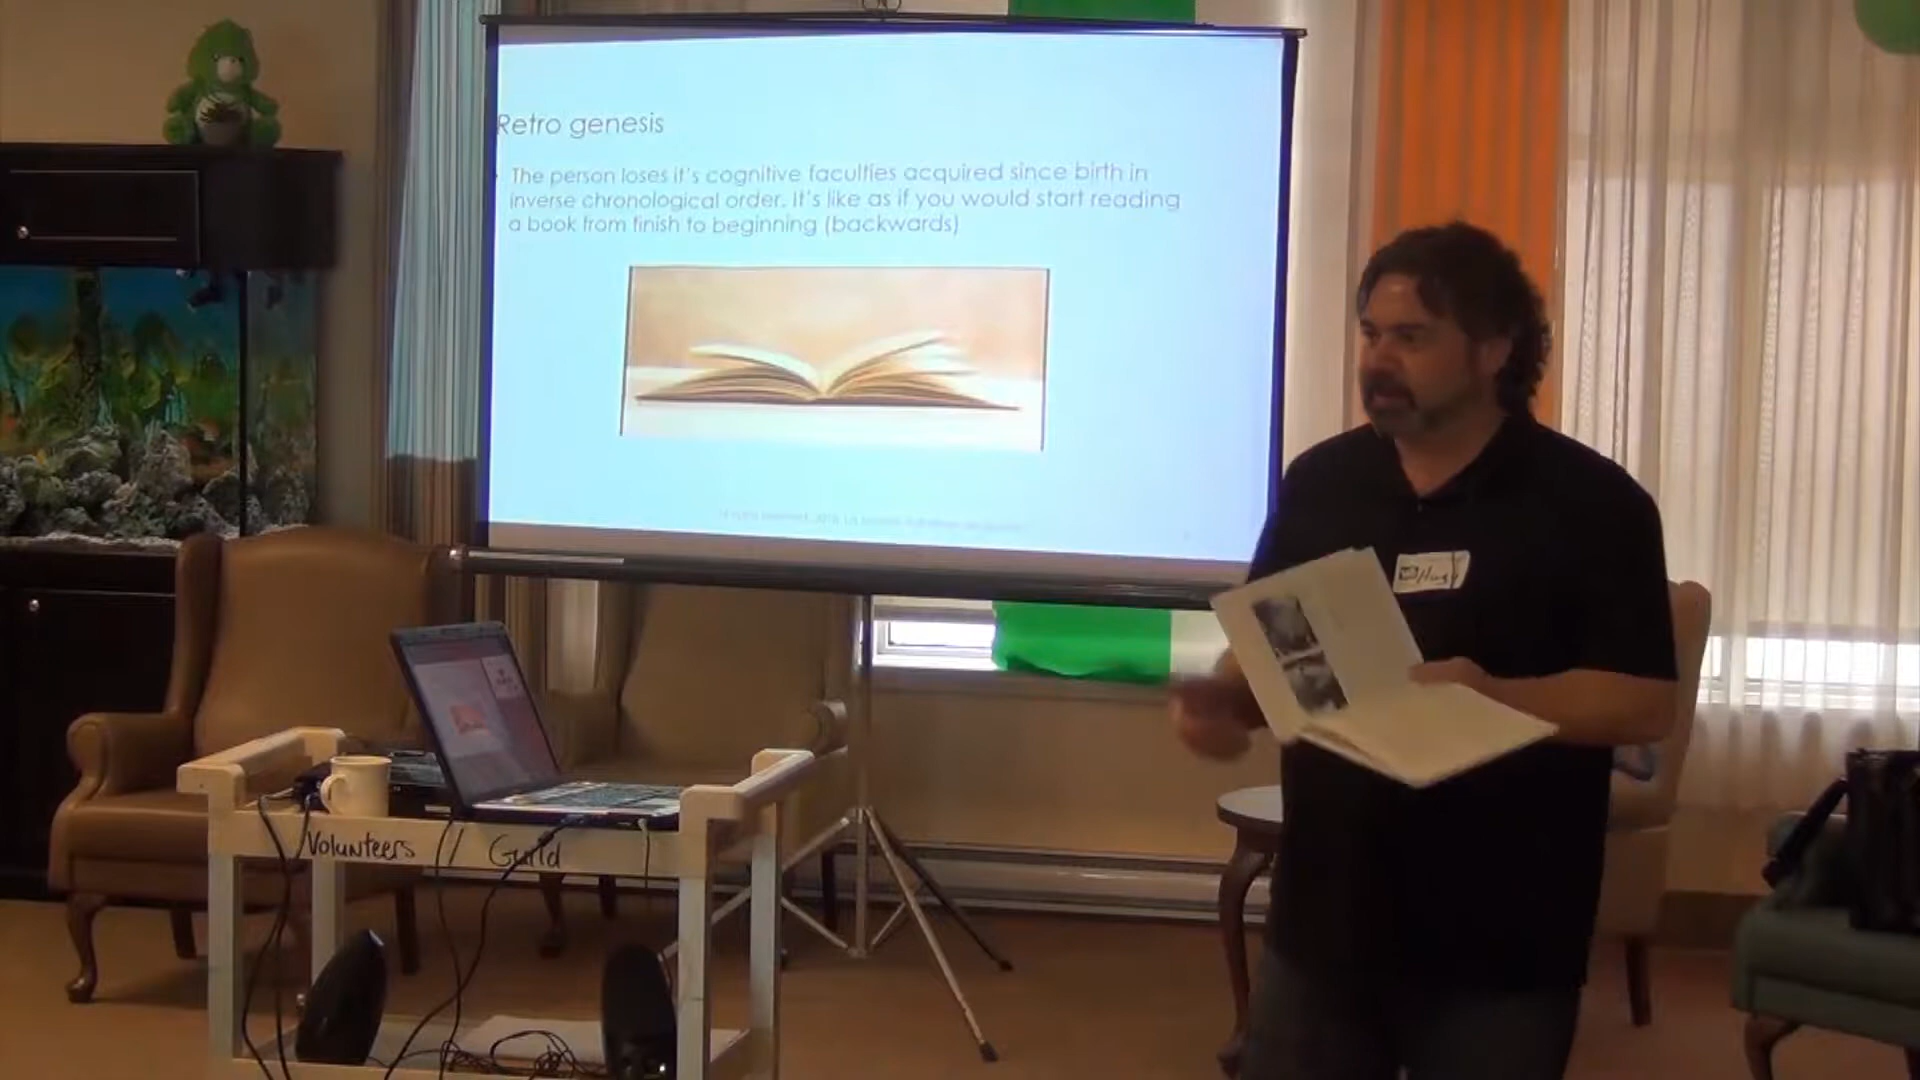 Retro genesis
The person loses it's cognitive faculties acquired since birth in
inverse chronological order. It's like as if you would start reading
a book from finish to beginning (backwards)
Volunteers // Guild